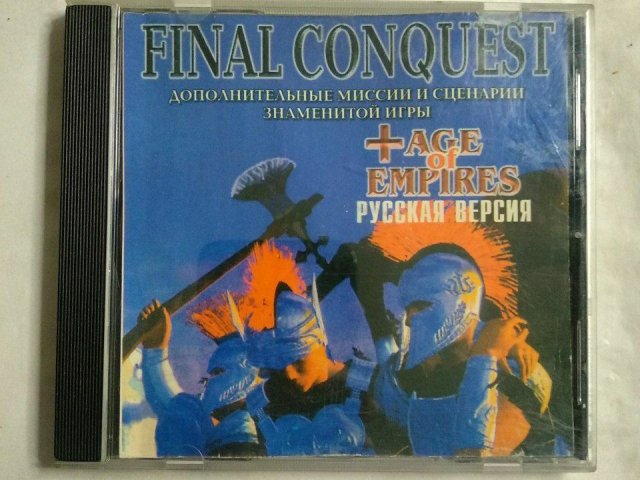 FINAL CONQUEST
ДОПОЛНИТЕЛЬНЫЕ МИССИИ И СЦЕНАРИИ
ЗНАМЕНИТОЙ ИГРЫ
+AGE
of
EMPIRES
РУССКАЯ ВЕРСИЯ